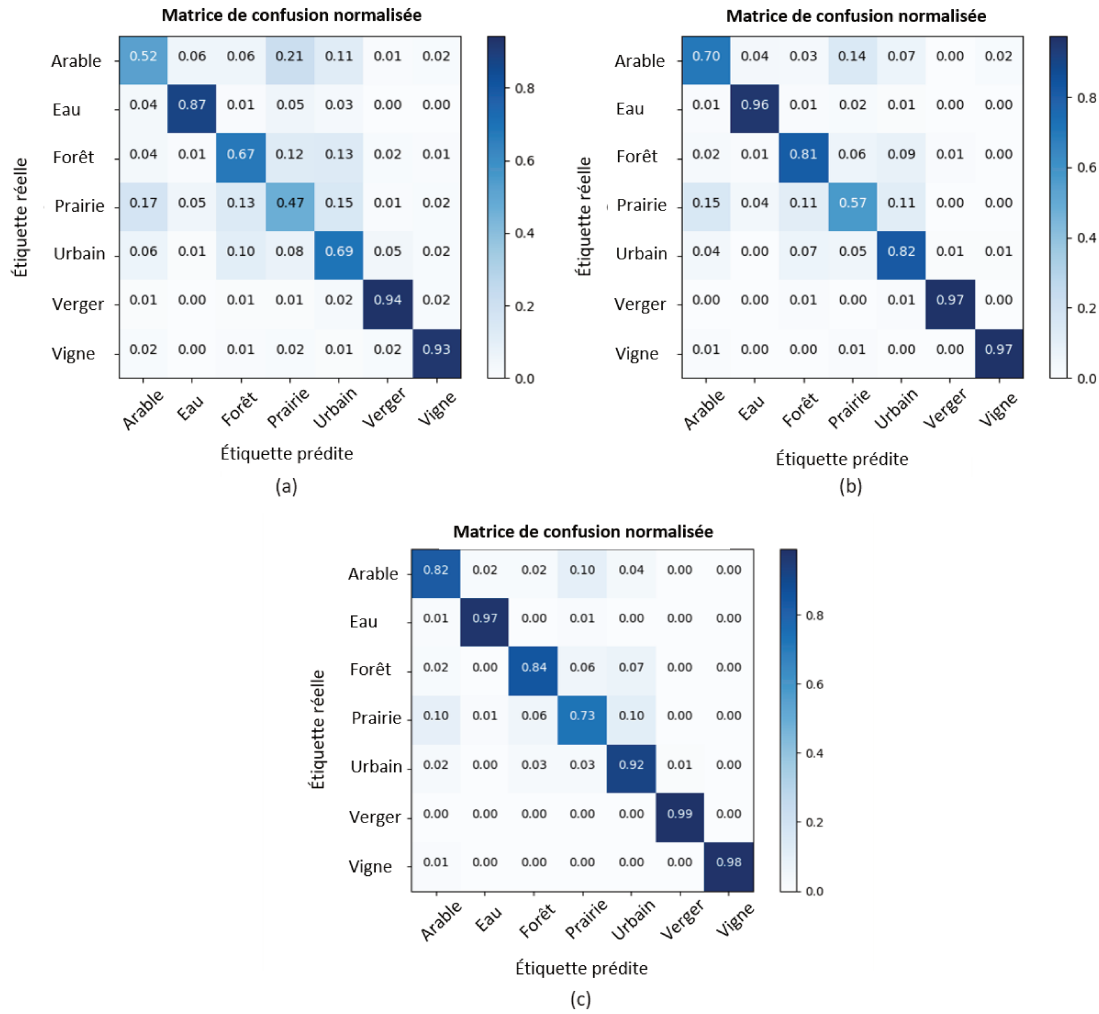 Matrice de confusion normalisée
Arable 0.52 0.06 0.06 0.21 0.11 0.01 0.02
Eau 0.04 0.87 0.01 0.05 0.03 0.00 0.00
Forêt 0.04 0.01 0.67 0.12 0.13 0.02 0.01
Prairie 0.17 0.05 0.13 0.47 0.15 0.01 0.02
Urbain 0.06 0.01 0.10 0.08 0.69 0.05 0.02
Verger 0.01 0.00 0.01 0.01 0.02 0.94 0.02
Vigne 0.02 0.00 0.01 0.02 0.01 0.02 0.93
Étiquette réelle
Arable Eau Forêt Prairie Urbain Verger Vigne
Étiquette prédite
0.8
0.6
0.4
0.2
0.0
(a)
Matrice de confusion normalisée
Arable 0.70 0.04 0.03 0.14 0.07 0.00 0.02
Eau 0.01 0.96 0.01 0.02 0.01 0.00 0.00
Forêt 0.02 0.01 0.81 0.06 0.09 0.01 0.00
Prairie 0.15 0.04 0.11 0.57 0.11 0.00 0.00
Urbain 0.04 0.00 0.07 0.05 0.82 0.01 0.01
Verger 0.00 0.00 0.01 0.00 0.01 0.97 0.00
Vigne 0.01 0.00 0.00 0.01 0.00 0.00 0.97
Étiquette réelle
Arable Eau Forêt Prairie Urbain Verger Vigne
Étiquette prédite
0.8
0.6
0.4
0.2
0.0
(b)
Matrice de confusion normalisée
Arable 0.82 0.02 0.02 0.10 0.04 0.00 0.00
Eau 0.01 0.97 0.00 0.01 0.00 0.00 0.00
Forêt 0.02 0.00 0.84 0.06 0.07 0.00 0.00
Prairie 0.10 0.01 0.06 0.73 0.10 0.00 0.00
Urbain 0.02 0.00 0.03 0.03 0.92 0.01 0.00
Verger 0.00 0.00 0.00 0.00 0.00 0.99 0.00
Vigne 0.01 0.00 0.00 0.00 0.00 0.00 0.98
Étiquette réelle
Arable Eau Forêt Prairie Urbain Verger Vigne
Étiquette prédite
0.8
0.6
0.4
0.2
0.0
(c)